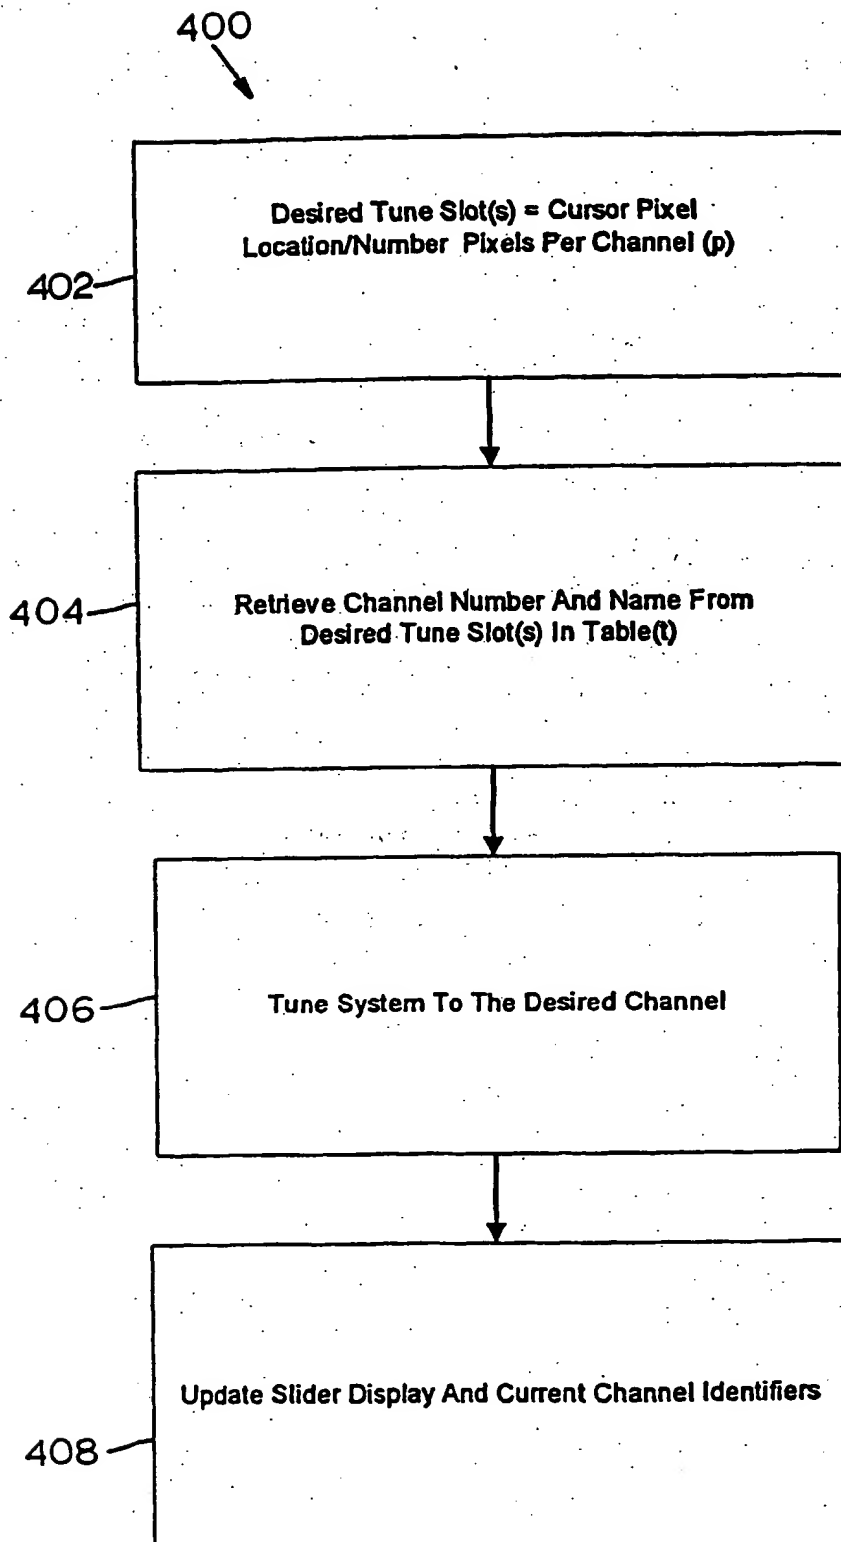 400
Desired Tune Slot(s) = Cursor Pixel
Location/Number Pixels Per Channel (p)
402
404
Retrieve Channel Number And Name From
Desired Tune Slot(s) In Table(t)
406
Tune System To The Desired Channel
Update Slider Display And Current Channel Identifiers
408